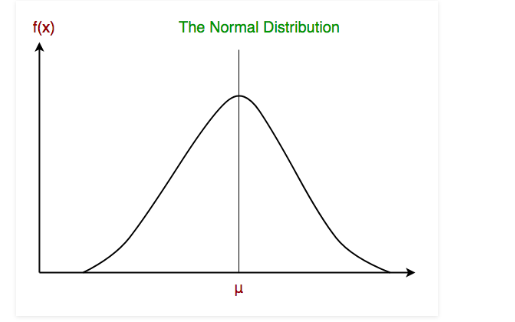 f(x) The Normal Distribution
μ